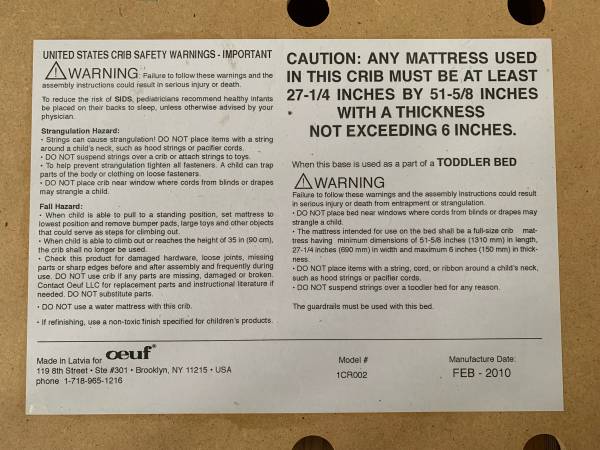 UNITED STATES CRIB SAFETY WARNINGS - IMPORTANT
WARNING: Failure to follow these warnings and the
assembly instructions could result in serious injury or death.
To reduce the risk of SIDS, pediatricians recommend healthy infants
be placed on their backs to sleep, unless otherwise advised by your
physician.
Strangulation Hazard:
• Strings can cause strangulation! DO NOT place items with a string
around a child's neck, such as hood strings or pacifier cords.
• DO NOT suspend strings over a crib or attach strings to toys.
• To help prevent strangulation tighten all fasteners. A child can trap
parts of the body or clothing on loose fasteners.
• DO NOT place crib near window where cords from blinds or drapes
may strangle a child.
Fall Hazard:
• When child is able to pull to a standing position, set mattress to
lowest position and remove bumper pads, large toys and other objects
that could serve as steps for climbing out.
• When child is able to climb out or reaches the height of 35 in (90 cm),
the crib shall no longer be used.
• Check this product for damaged hardware, loose joints, missing
parts or sharp edges before and after assembly and frequently during
use. DO NOT use crib if any parts are missing, damaged or broken.
Contact Oeuf LLC for replacement parts and instructional literature if
needed. DO NOT substitute parts.
• DO NOT use a water mattress with this crib.
• If refinishing, use a non-toxic finish specified for children's products.
CAUTION: ANY MATTRESS USED
IN THIS CRIB MUST BE AT LEAST
27-1/4 INCHES BY 51-5/8 INCHES
WITH A THICKNESS
NOT EXCEEDING 6 INCHES.
When this base is used as a part of a TODDLER BED
WARNING
Failure to follow these warnings and the assembly instructions could result
in serious injury or death from entrapment or strangulation.
• DO NOT place bed near windows where cords from blinds or drapes may
strangle a child.
• The mattress intended for use on the bed shall be a full-size crib mat-
tress having minimum dimensions of 51-5/8 inches (1310 mm) in length,
27-1/4 inches (690 mm) in width and maximum 6 inches (150 mm) in thick-
ness.
• DO NOT place items with a string, cord, or ribbon around a child's neck,
such as hood strings or pacifier cords.
• DO NOT suspend strings over a toodler bed for any reason.
The guardrails must be used with this bed.
Made in Latvia for oeuf
119 8th Street • Ste #301 • Brooklyn, NY 11215 • USA
phone 1-718-965-1216
Model #
1CR002
Manufacture Date:
FEB - 2010